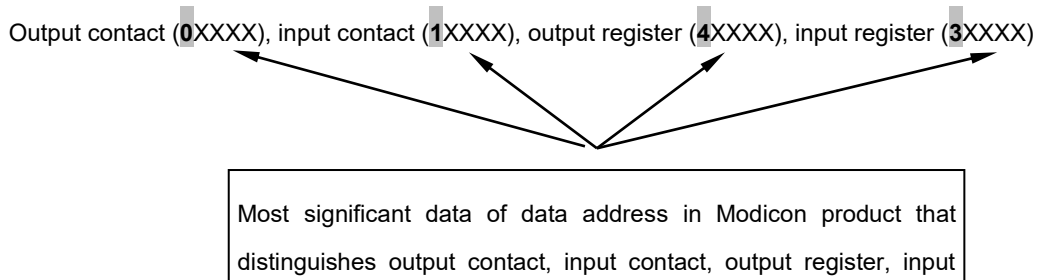 Output contact (0XXXX), input contact (1XXXX), output register (4XXXX), input register (3XXXX)
Most significant data of data address in Modicon product that
distinguishes output contact, input contact, output register, input